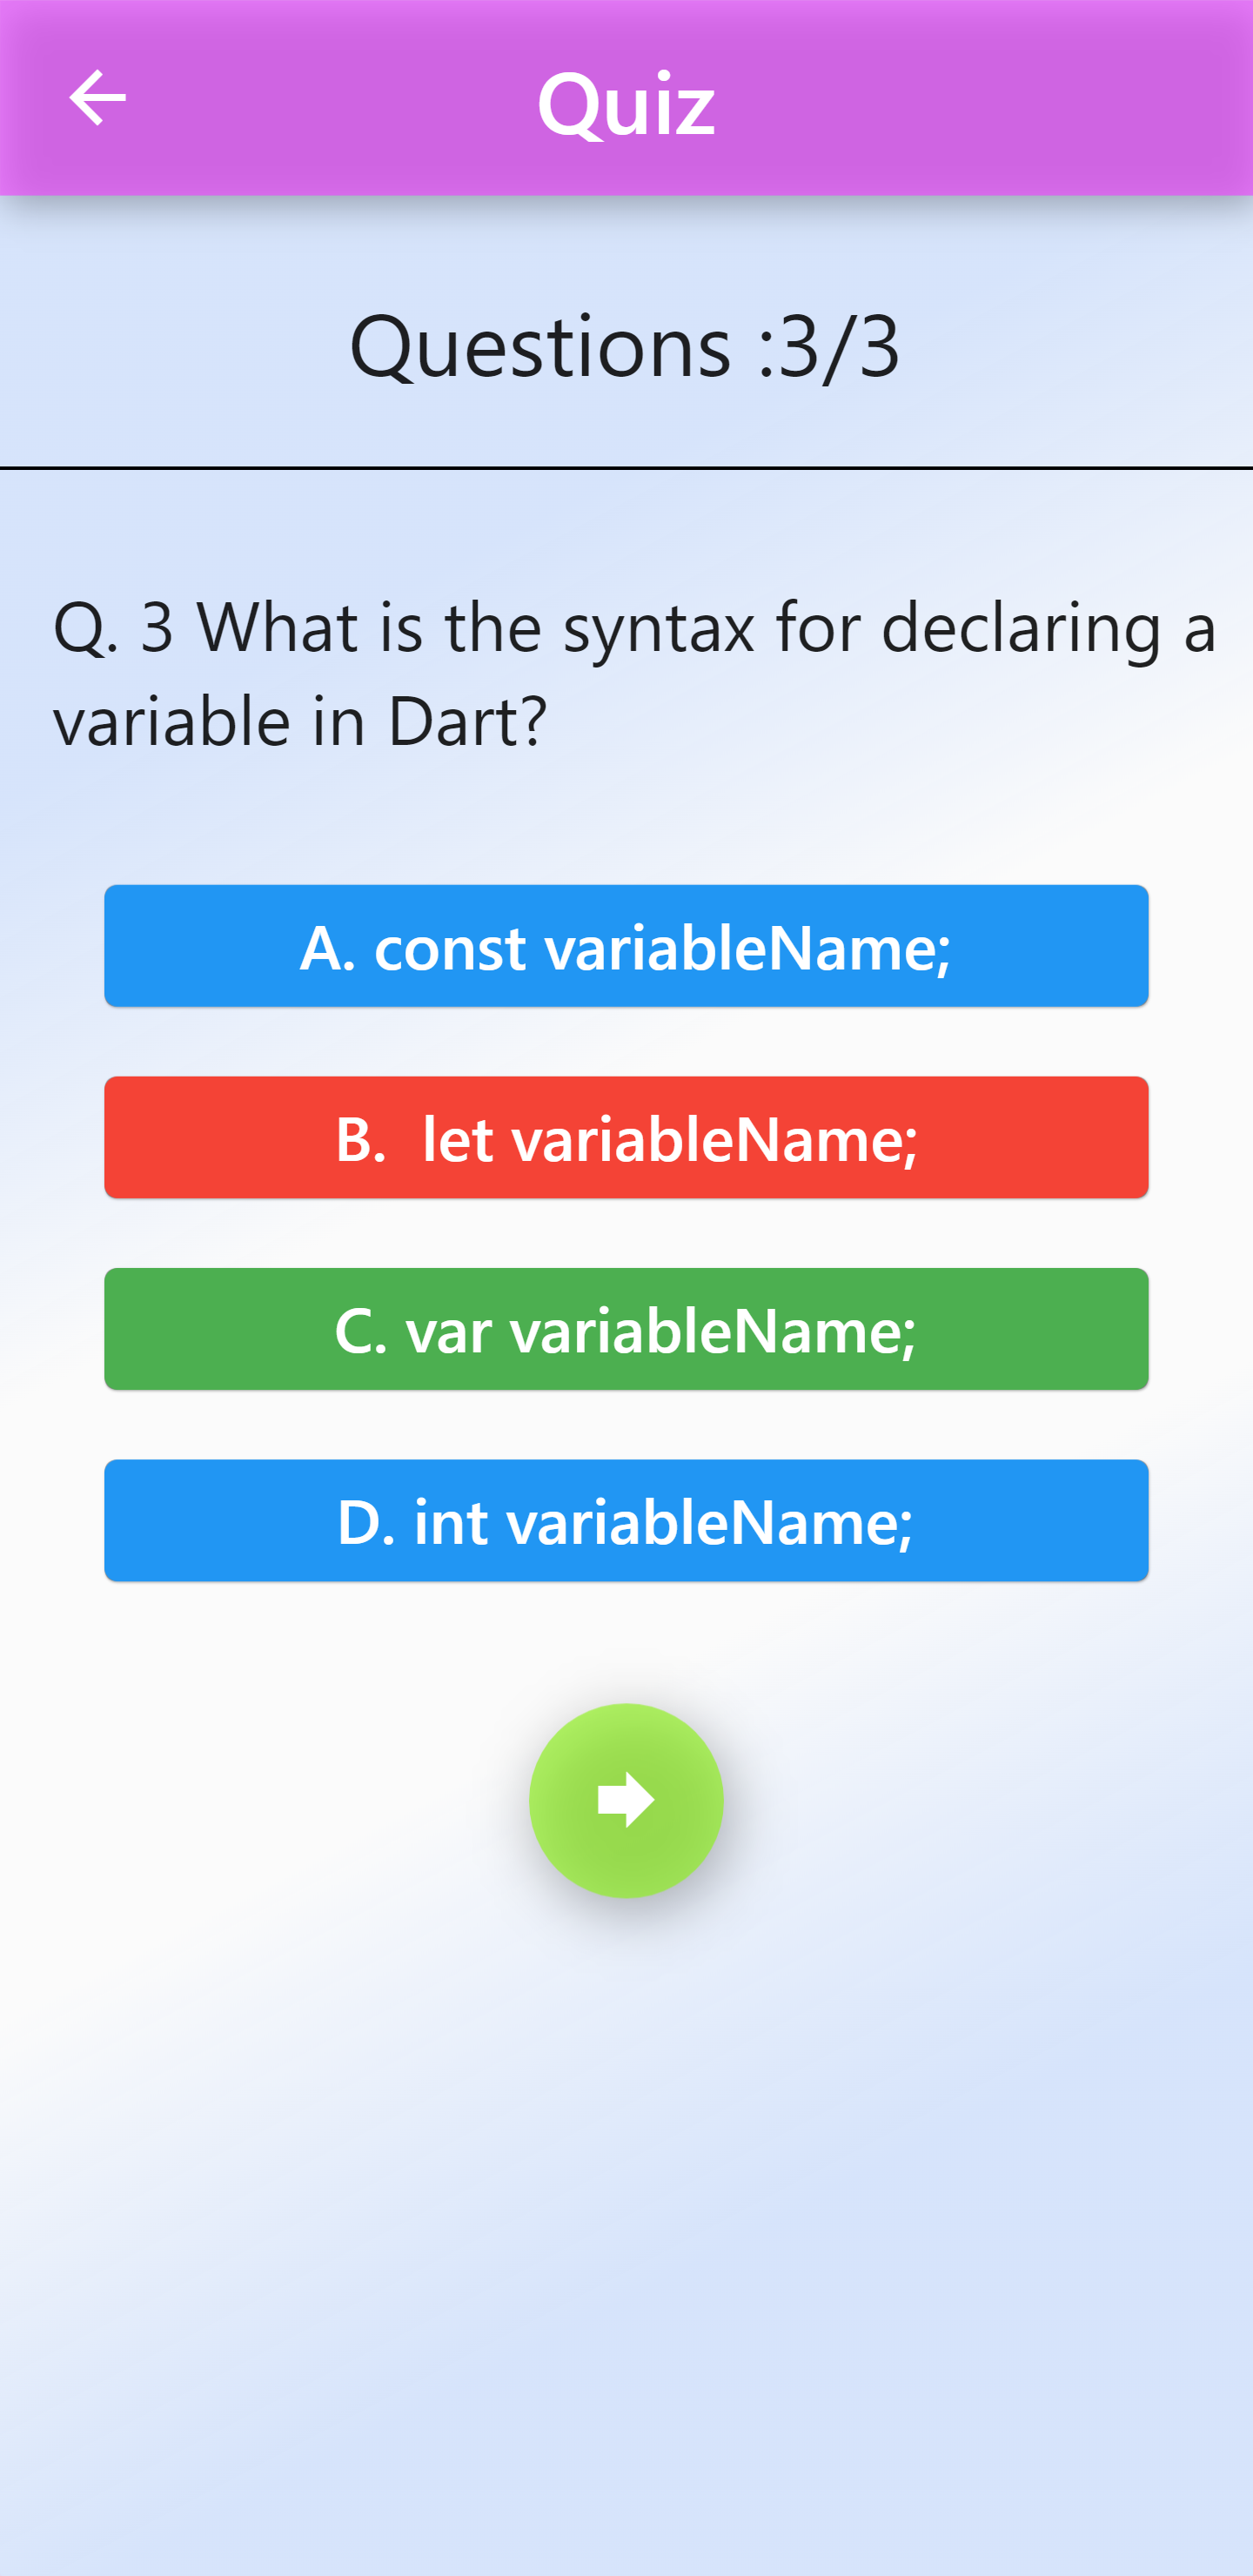 Quiz
Questions :3/3
Q. 3 What is the syntax for declaring a
variable in Dart?
A. const variableName;
B.  let variableName;
C. var variableName;
D. int variableName;